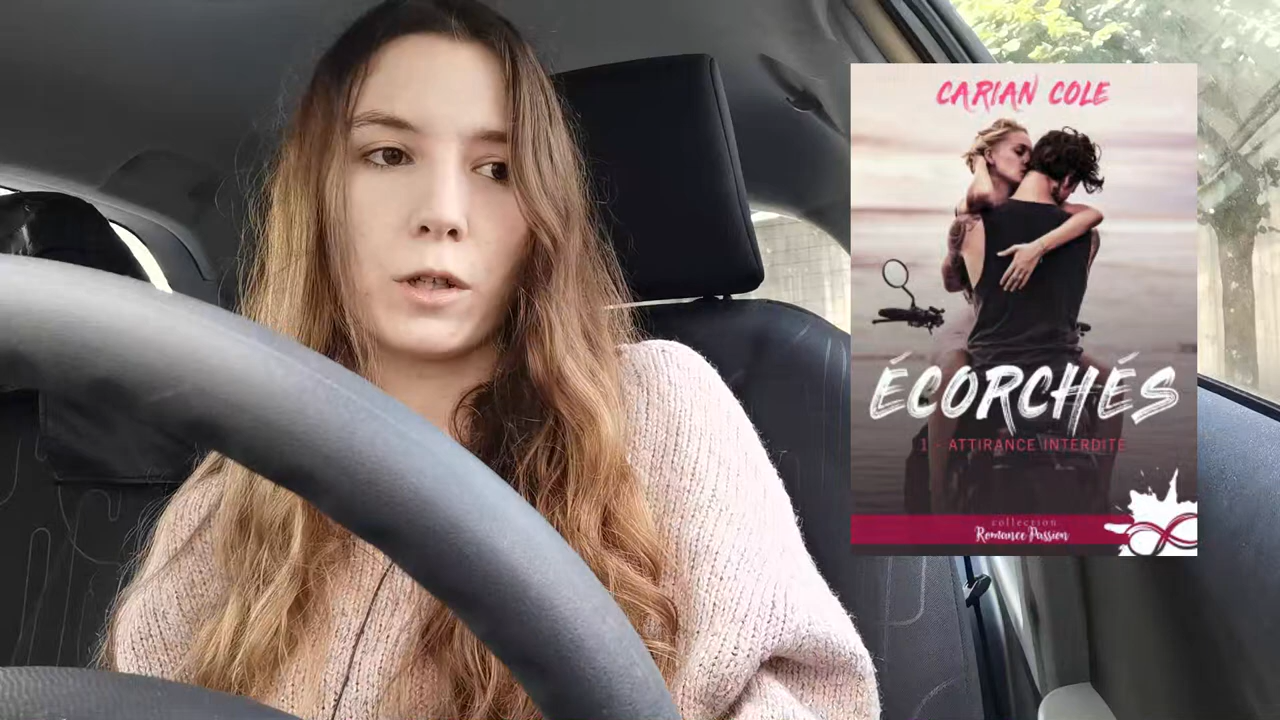 CARIAN COLE
ÉCORCHÉS
1 - ATTIRANCE INTERDITE
collection
Romance Passion